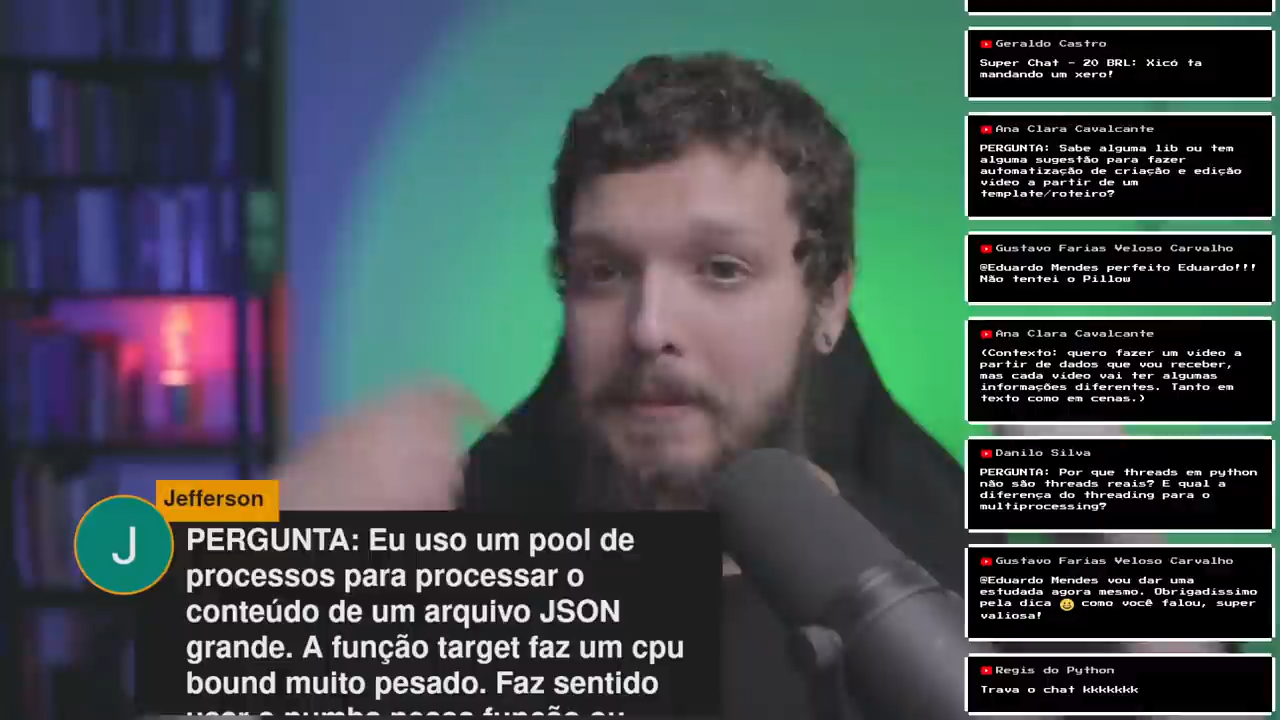 Geraldo Castro
Super Chat - 20 BRL: Xicó ta
mandando um xero!
Ana Clara Cavalcante
PERGUNTA: Sabe alguma lib ou tem
alguma sugestão para fazer
automatização de criação e edição
video a partir de um
template/roteiro?
Gustavo Farias Veloso Carvalho
@Eduardo Mendes perfeito Eduardo!!!
Não tentei o Pillow
Ana Clara Cavalcante
(Contexto: quero fazer um vídeo a
partir de dados que vou receber,
mas cada vídeo vai ter algumas
informações diferentes. Tanto em
texto como em cenas.)
Danilo Silva
PERGUNTA: Por que threads em python
não são threads reais? E qual a
diferença do threading para o
multiprocessing?
Gustavo Farias Veloso Carvalho
@Eduardo Mendes vou dar uma
estudada agora mesmo. Obrigadíssimo
pela dica 😆 como você falou, super
valiosa!
Regis do Python
Trava o chat kkkkkkk
Jefferson
J
PERGUNTA: Eu uso um pool de
processos para processar o
conteúdo de um arquivo JSON
grande. A função target faz um cpu
bound muito pesado. Faz sentido